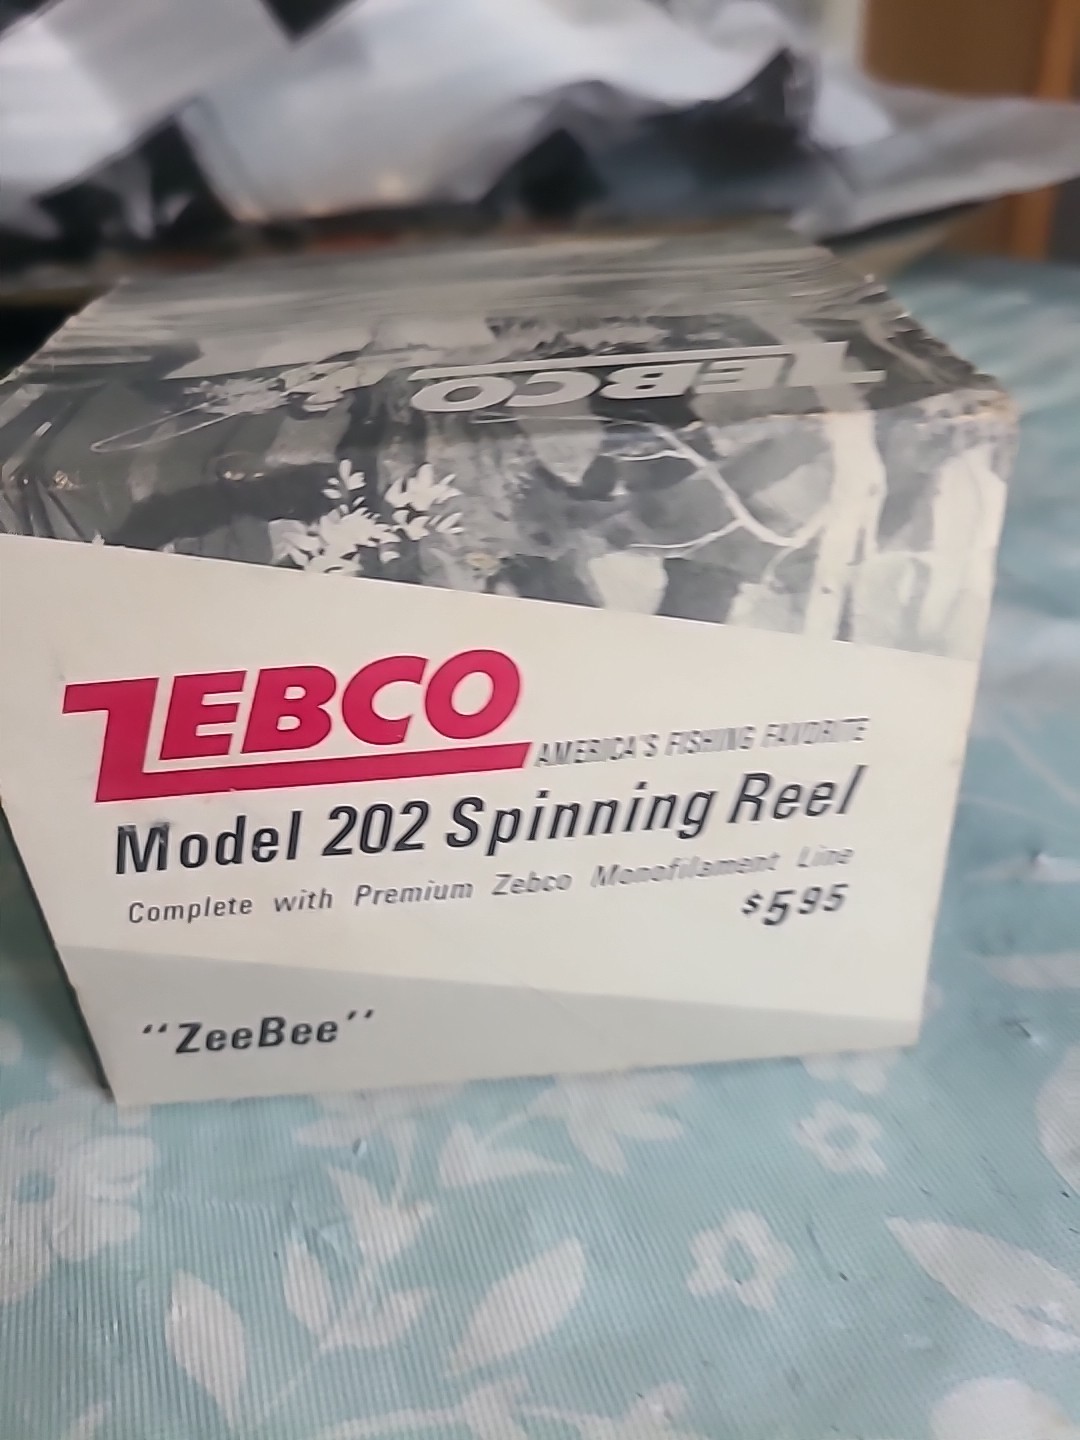 ZEBCO
ZEBCO
AMERICA'S FISHING FAVORITE
Model 202 Spinning Reel
Complete with Premium Zebco Monofilament Line
$5.95
"ZeeBee"